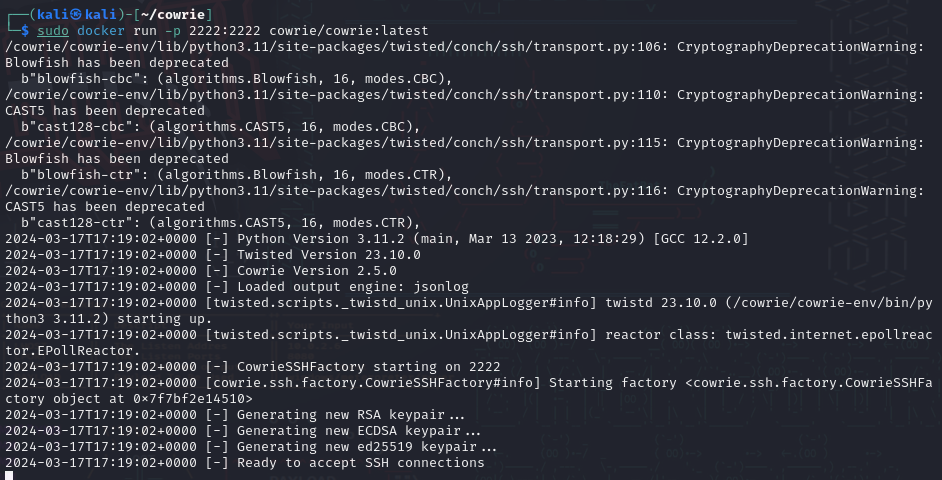 ┌──(kali㉿kali)-[~/cowrie]
└─$ sudo docker run -p 2222:2222 cowrie/cowrie:latest
/cowrie/cowrie-env/lib/python3.11/site-packages/twisted/conch/ssh/transport.py:106: CryptographyDeprecationWarning:
Blowfish has been deprecated
  b"blowfish-cbc": (algorithms.Blowfish, 16, modes.CBC),
/cowrie/cowrie-env/lib/python3.11/site-packages/twisted/conch/ssh/transport.py:110: CryptographyDeprecationWarning:
CAST5 has been deprecated
  b"cast128-cbc": (algorithms.CAST5, 16, modes.CBC),
/cowrie/cowrie-env/lib/python3.11/site-packages/twisted/conch/ssh/transport.py:115: CryptographyDeprecationWarning:
Blowfish has been deprecated
  b"blowfish-ctr": (algorithms.Blowfish, 16, modes.CTR),
/cowrie/cowrie-env/lib/python3.11/site-packages/twisted/conch/ssh/transport.py:116: CryptographyDeprecationWarning:
CAST5 has been deprecated
  b"cast128-ctr": (algorithms.CAST5, 16, modes.CTR),
2024-03-17T17:19:02+0000 [-] Python Version 3.11.2 (main, Mar 13 2023, 12:18:29) [GCC 12.2.0]
2024-03-17T17:19:02+0000 [-] Twisted Version 23.10.0
2024-03-17T17:19:02+0000 [-] Cowrie Version 2.5.0
2024-03-17T17:19:02+0000 [-] Loaded output engine: jsonlog
2024-03-17T17:19:02+0000 [twisted.scripts._twistd_unix.UnixAppLogger#info] twistd 23.10.0 (/cowrie/cowrie-env/bin/py
thon3 3.11.2) starting up.
2024-03-17T17:19:02+0000 [twisted.scripts._twistd_unix.UnixAppLogger#info] reactor class: twisted.internet.epollreac
tor.EPollReactor.
2024-03-17T17:19:02+0000 [-] CowrieSSHFactory starting on 2222
2024-03-17T17:19:02+0000 [cowrie.ssh.factory.CowrieSSHFactory#info] Starting factory <cowrie.ssh.factory.CowrieSSHFa
ctory object at 0×7f7bf2e14510>
2024-03-17T17:19:02+0000 [-] Generating new RSA keypair...
2024-03-17T17:19:02+0000 [-] Generating new ECDSA keypair...
2024-03-17T17:19:02+0000 [-] Generating new ed25519 keypair...
2024-03-17T17:19:02+0000 [-] Ready to accept SSH connections